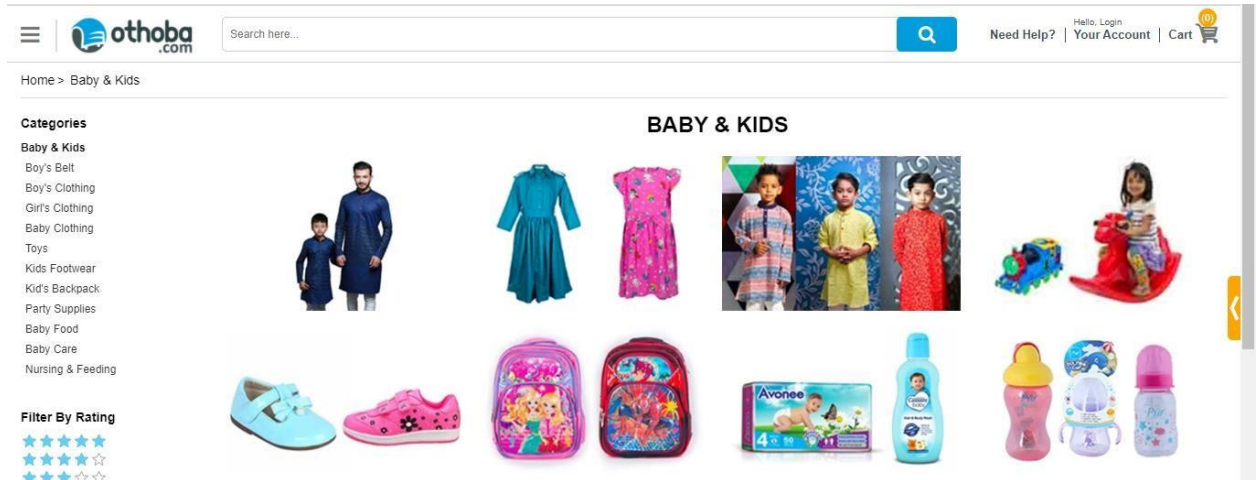 othoba
.com
Search here...
Need Help?
Hello, Login
Your Account
Cart
(0)
Home > Baby & Kids
Categories
Baby & Kids
Boy's Belt
Boy's Clothing
Girl's Clothing
Baby Clothing
Toys
Kids Footwear
Kid's Backpack
Party Supplies
Baby Food
Baby Care
Nursing & Feeding
Filter By Rating
BABY & KIDS
Avonee
4
50